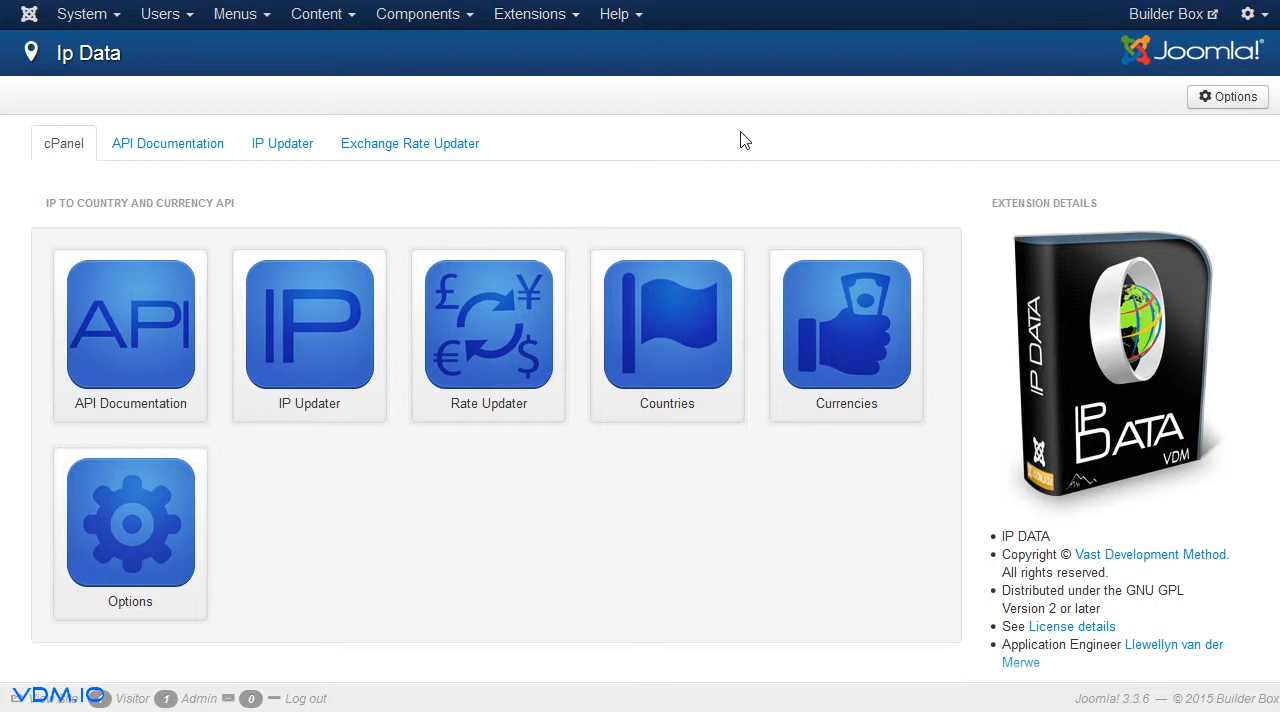 System Users Menus Content Components Extensions Help Builder Box
Ip Data
Joomla!
Options
cPanel API Documentation IP Updater Exchange Rate Updater
IP TO COUNTRY AND CURRENCY API
EXTENSION DETAILS
API
IP
£ ¥
€ $
API Documentation IP Updater Rate Updater Countries Currencies
IP DATA
IP DATA
VDM
Options
IP DATA
Copyright © Vast Development Method.
All rights reserved.
Distributed under the GNU GPL
Version 2 or later
See License details
Application Engineer Llewellyn van der
Merwe
VDM.IO
Visitor 1 Admin 0 Log out
Joomla! 3.3.6 — © 2015 Builder Box